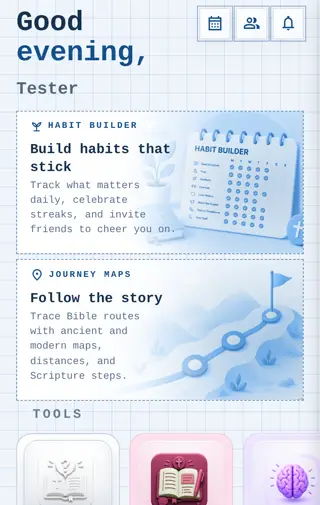 Good
evening,
Tester
HABIT BUILDER
Build habits that
stick
Track what matters
daily, celebrate
streaks, and invite
friends to cheer you on.
HABIT BUILDER
M T W T F S S
JOURNEY MAPS
Follow the story
Trace Bible routes
with ancient and
modern maps,
distances, and
Scripture steps.
TOOLS